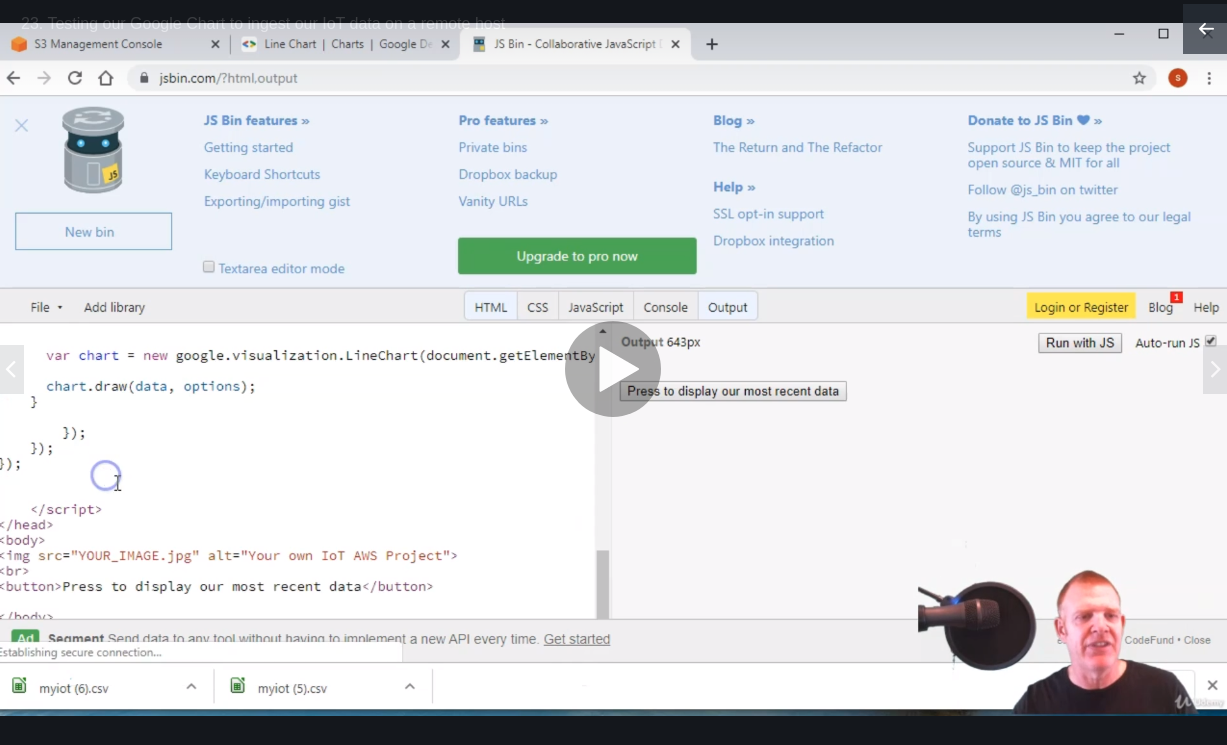 23. Testing our Google Chart to ingest our IoT data on a remote host
S3 Management Console
Line Chart | Charts | Google De
JS Bin - Collaborative JavaScript
jsbin.com/?html,output
S
JS Bin features »
Getting started
Keyboard Shortcuts
Exporting/importing gist
Textarea editor mode
Pro features »
Private bins
Dropbox backup
Vanity URLs
Upgrade to pro now
Blog »
The Return and The Refactor
Help »
SSL opt-in support
Dropbox integration
Donate to JS Bin ♥ »
Support JS Bin to keep the project
open source & MIT for all
Follow @js_bin on twitter
By using JS Bin you agree to our legal
terms
JS
New bin
File
Add library
HTML
CSS
JavaScript
Console
Output
Login or Register
Blog
1
Help
var chart = new google.visualization.LineChart(document.getElementBy
chart.draw(data, options);
}
});
});
});
</script>
</head>
<body>
<img src="YOUR_IMAGE.jpg" alt="Your own IoT AWS Project">
<br>
<button>Press to display our most recent data</button>
</body>
Output 643px
Run with JS
Auto-run JS
Press to display our most recent data
Ad
Segment Send data to any tool without having to implement a new API every time. Get started
CodeFund • Close
Establishing secure connection...
myiot (6).csv
myiot (5).csv
Udemy